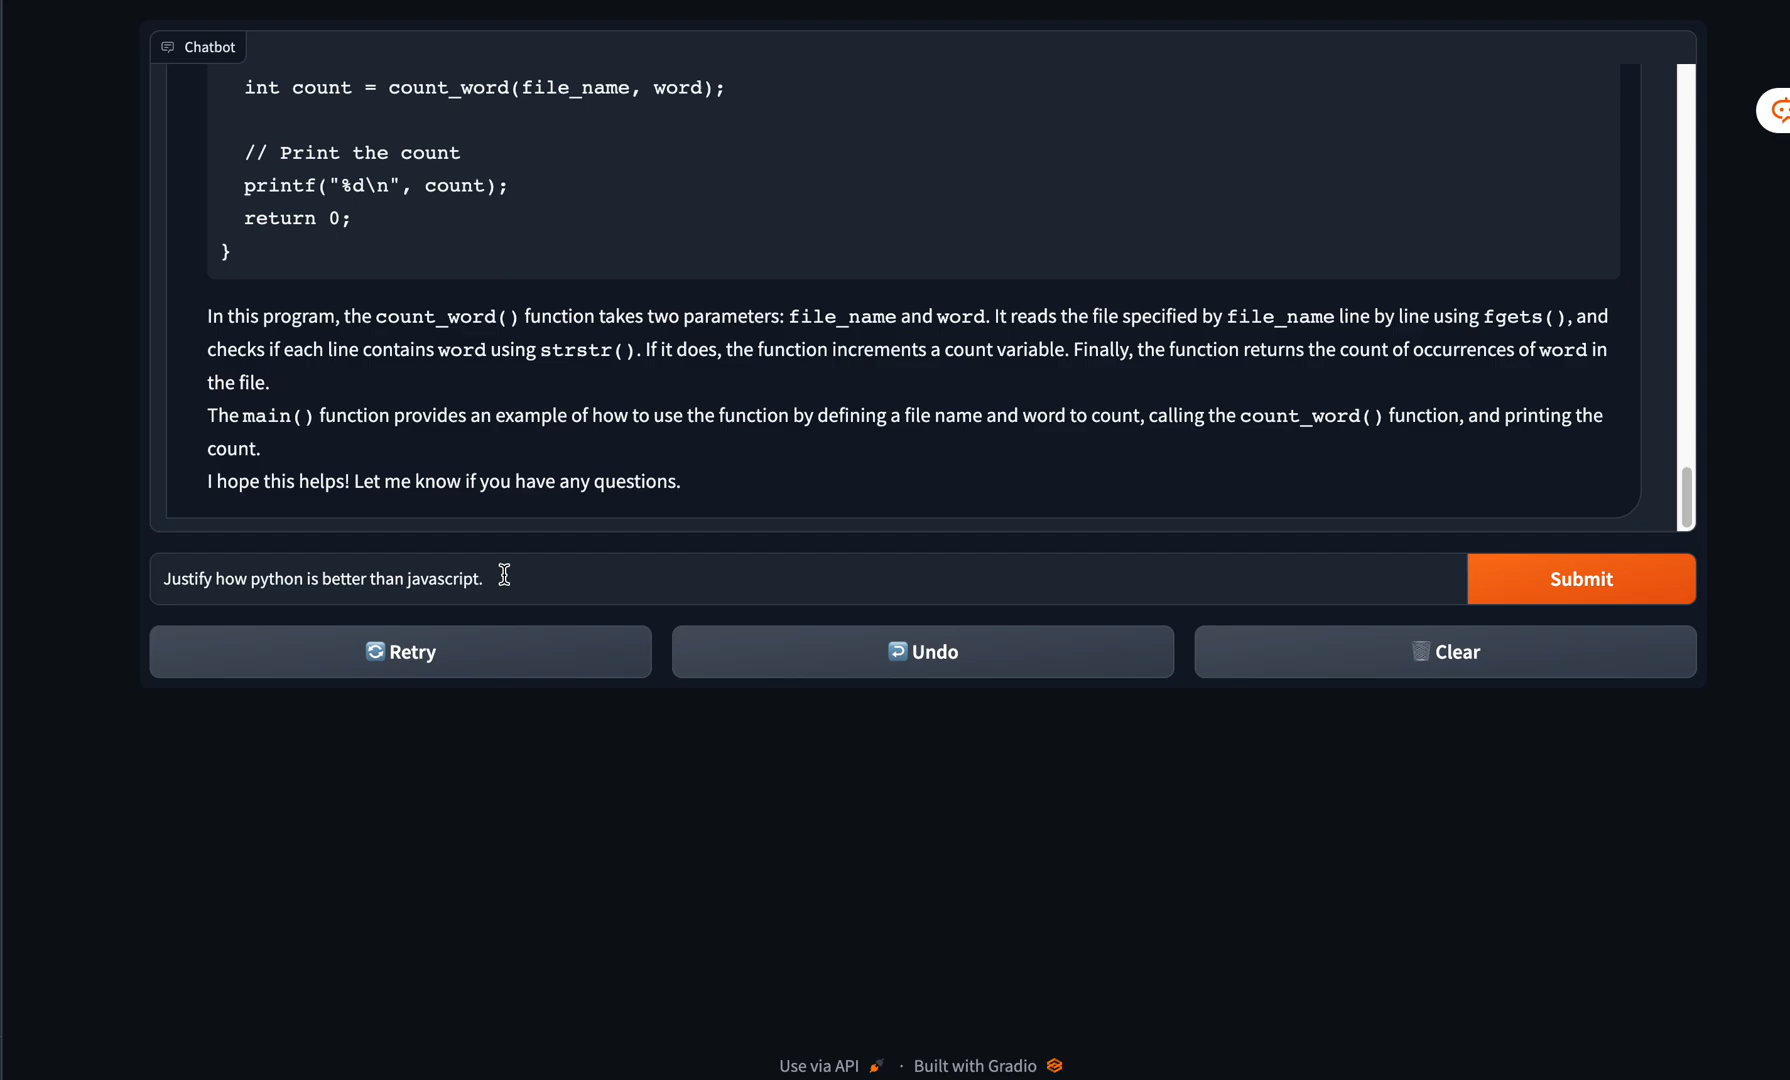 Chatbot
int count = count_word(file_name, word);
// Print the count
printf("%d\n", count);
return 0;
}
In this program, the count_word() function takes two parameters: file_name and word. It reads the file specified by file_name line by line using fgets(), and
checks if each line contains word using strstr(). If it does, the function increments a count variable. Finally, the function returns the count of occurrences of word in
the file.
The main() function provides an example of how to use the function by defining a file name and word to count, calling the count_word() function, and printing the
count.
I hope this helps! Let me know if you have any questions.
Justify how python is better than javascript.
Submit
Retry
Undo
Clear
Use via API · Built with Gradio